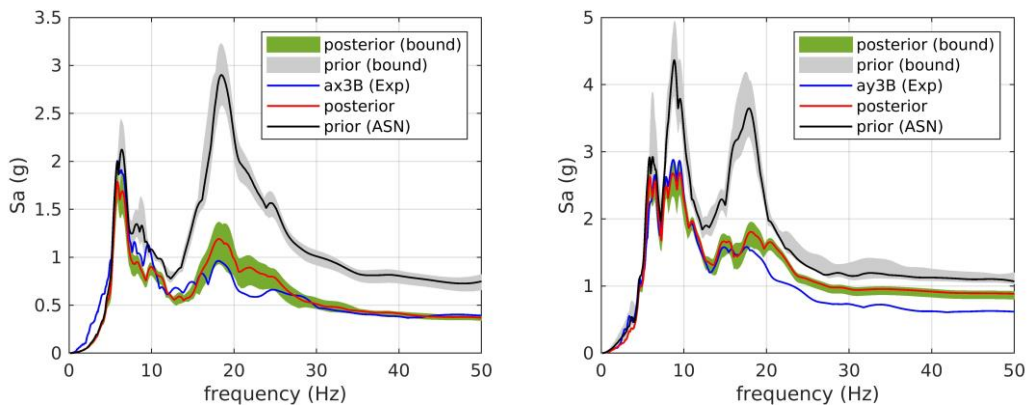 3.5
3
2.5
2
1.5
1
0.5
0
Sa (g)
0 10 20 30 40 50
frequency (Hz)
posterior (bound)
prior (bound)
ax3B (Exp)
posterior
prior (ASN)
5
4
3
2
1
0
Sa (g)
0 10 20 30 40 50
frequency (Hz)
posterior (bound)
prior (bound)
ay3B (Exp)
posterior
prior (ASN)